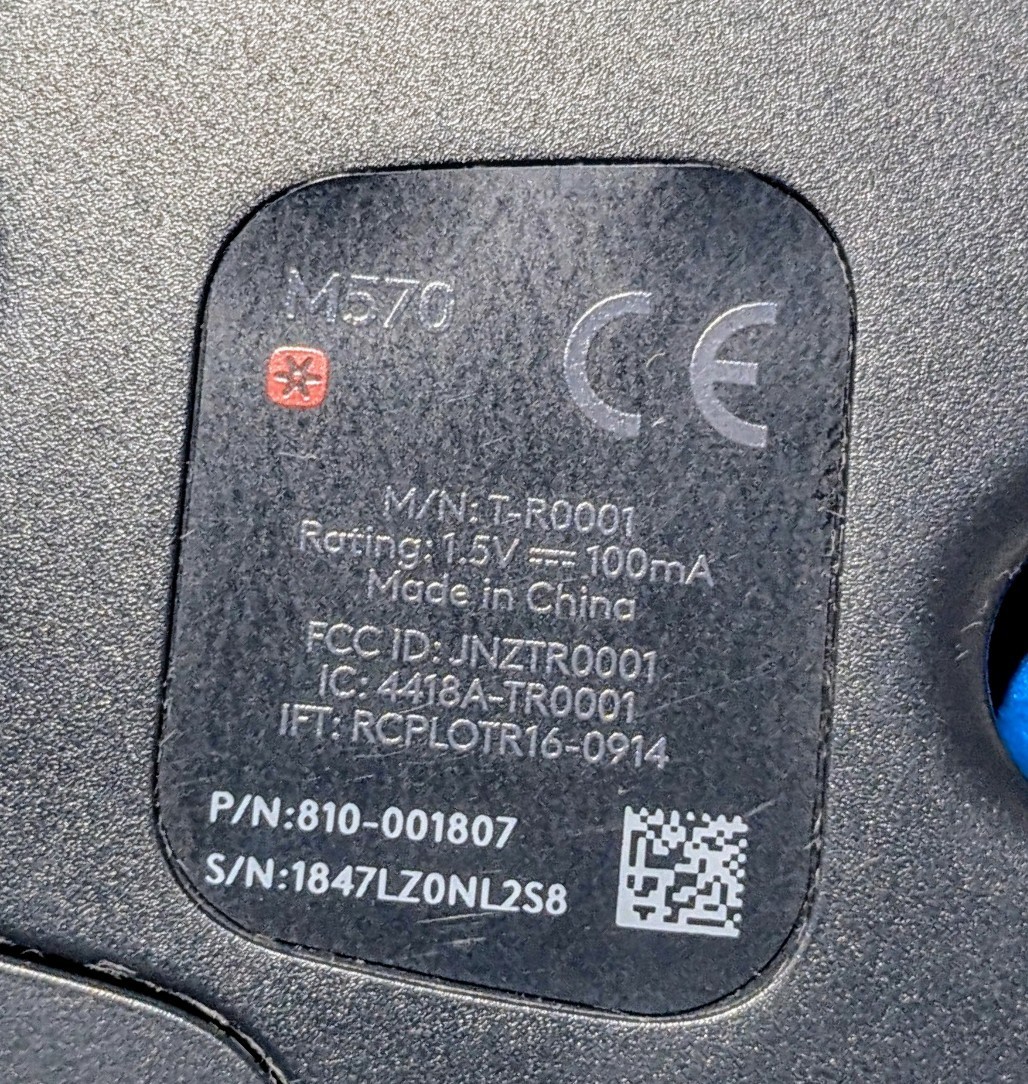 M570
CE
M/N: T-R0001
Rating: 1.5V ⎓ 100mA
Made in China
FCC ID: JNZTR0001
IC: 4418A-TR0001
IFT: RCPLOTR16-0914
P/N:810-001807
S/N:1847LZ0NL2S8